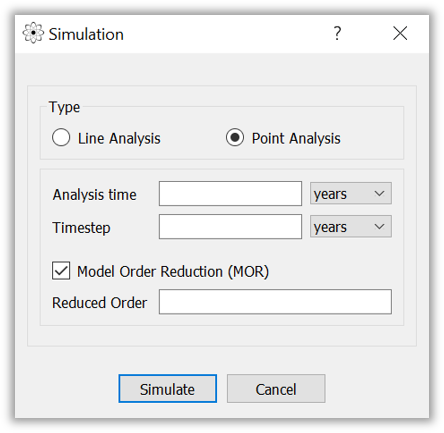 Simulation ?
Type
Line Analysis Point Analysis
Analysis time years
Timestep years
Model Order Reduction (MOR)
Reduced Order
Simulate Cancel